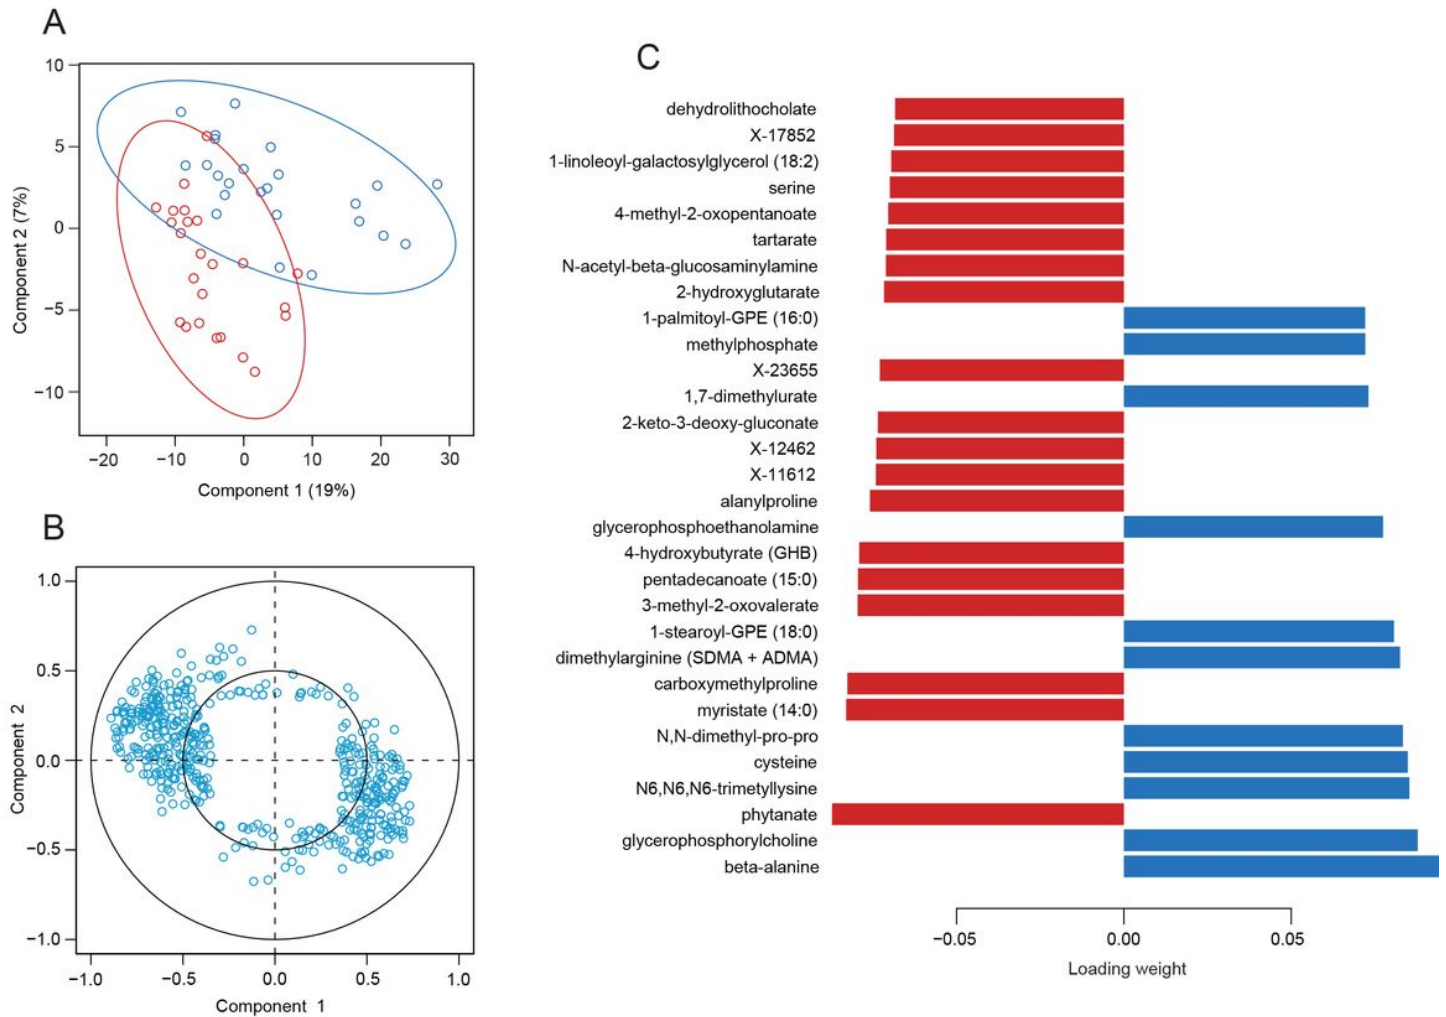 A
10
5
0
−5
−10
Component 2 (7%)
−20
−10
0
10
20
30
Component 1 (19%)
B
1.0
0.5
0.0
−0.5
−1.0
Component 2
−1.0
−0.5
0.0
0.5
1.0
Component 1
C
dehydrolithocholate
X-17852
1-linoleoyl-galactosylglycerol (18:2)
serine
4-methyl-2-oxopentanoate
tartarate
N-acetyl-beta-glucosaminylamine
2-hydroxyglutarate
1-palmitoyl-GPE (16:0)
methylphosphate
X-23655
1,7-dimethylurate
2-keto-3-deoxy-gluconate
X-12462
X-11612
alanylproline
glycerophosphoethanolamine
4-hydroxybutyrate (GHB)
pentadecanoate (15:0)
3-methyl-2-oxovalerate
1-stearoyl-GPE (18:0)
dimethylarginine (SDMA + ADMA)
carboxymethylproline
myristate (14:0)
N,N-dimethyl-pro-pro
cysteine
N6,N6,N6-trimetyllysine
phytanate
glycerophosphorylcholine
beta-alanine
−0.05
0.00
0.05
Loading weight